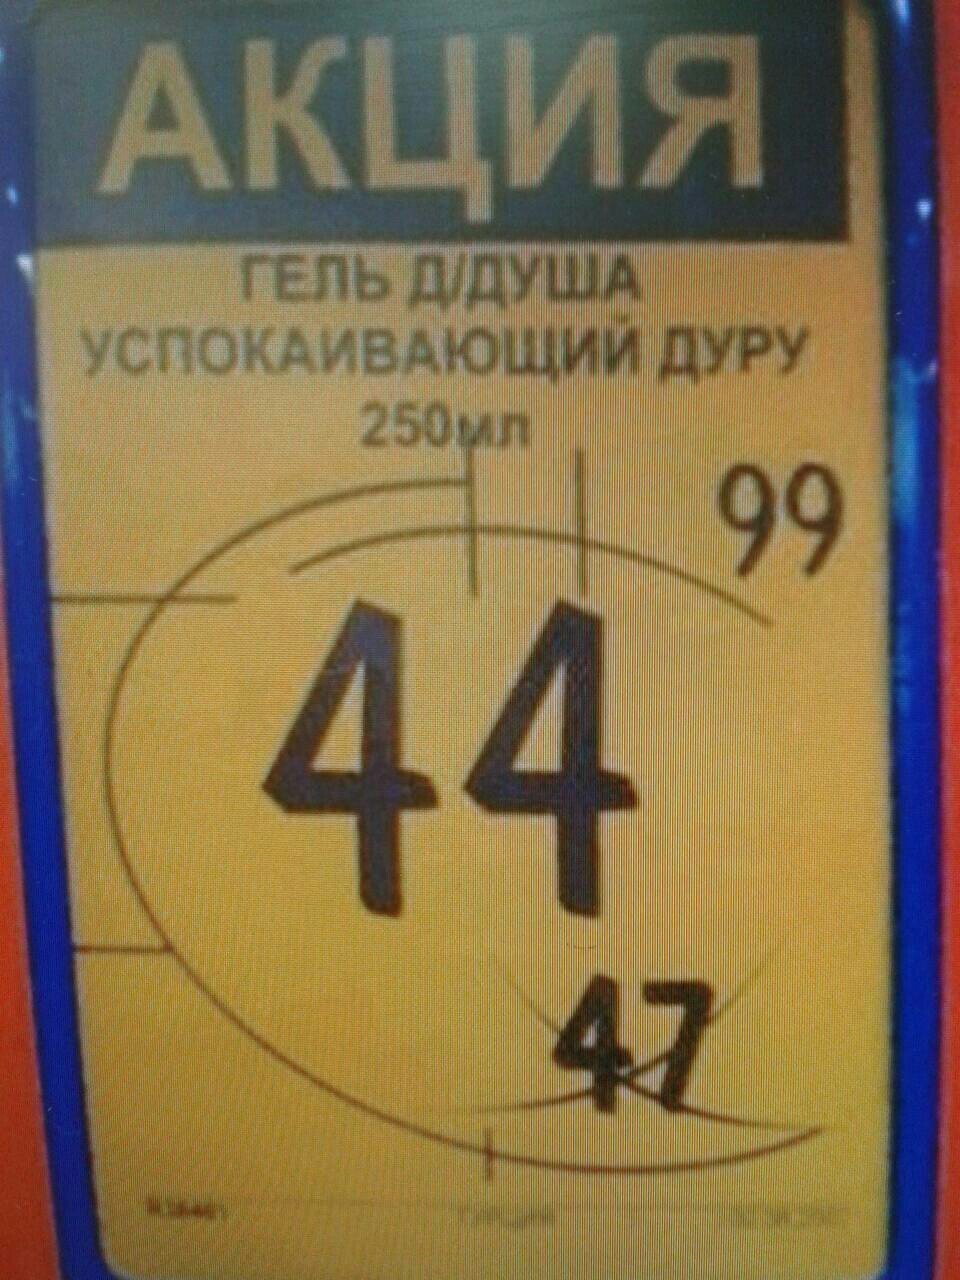 АКЦИЯ
ГЕЛЬ Д/ДУША
УСПОКАИВАЮЩИЙ ДУРУ
250мл
99
44
47